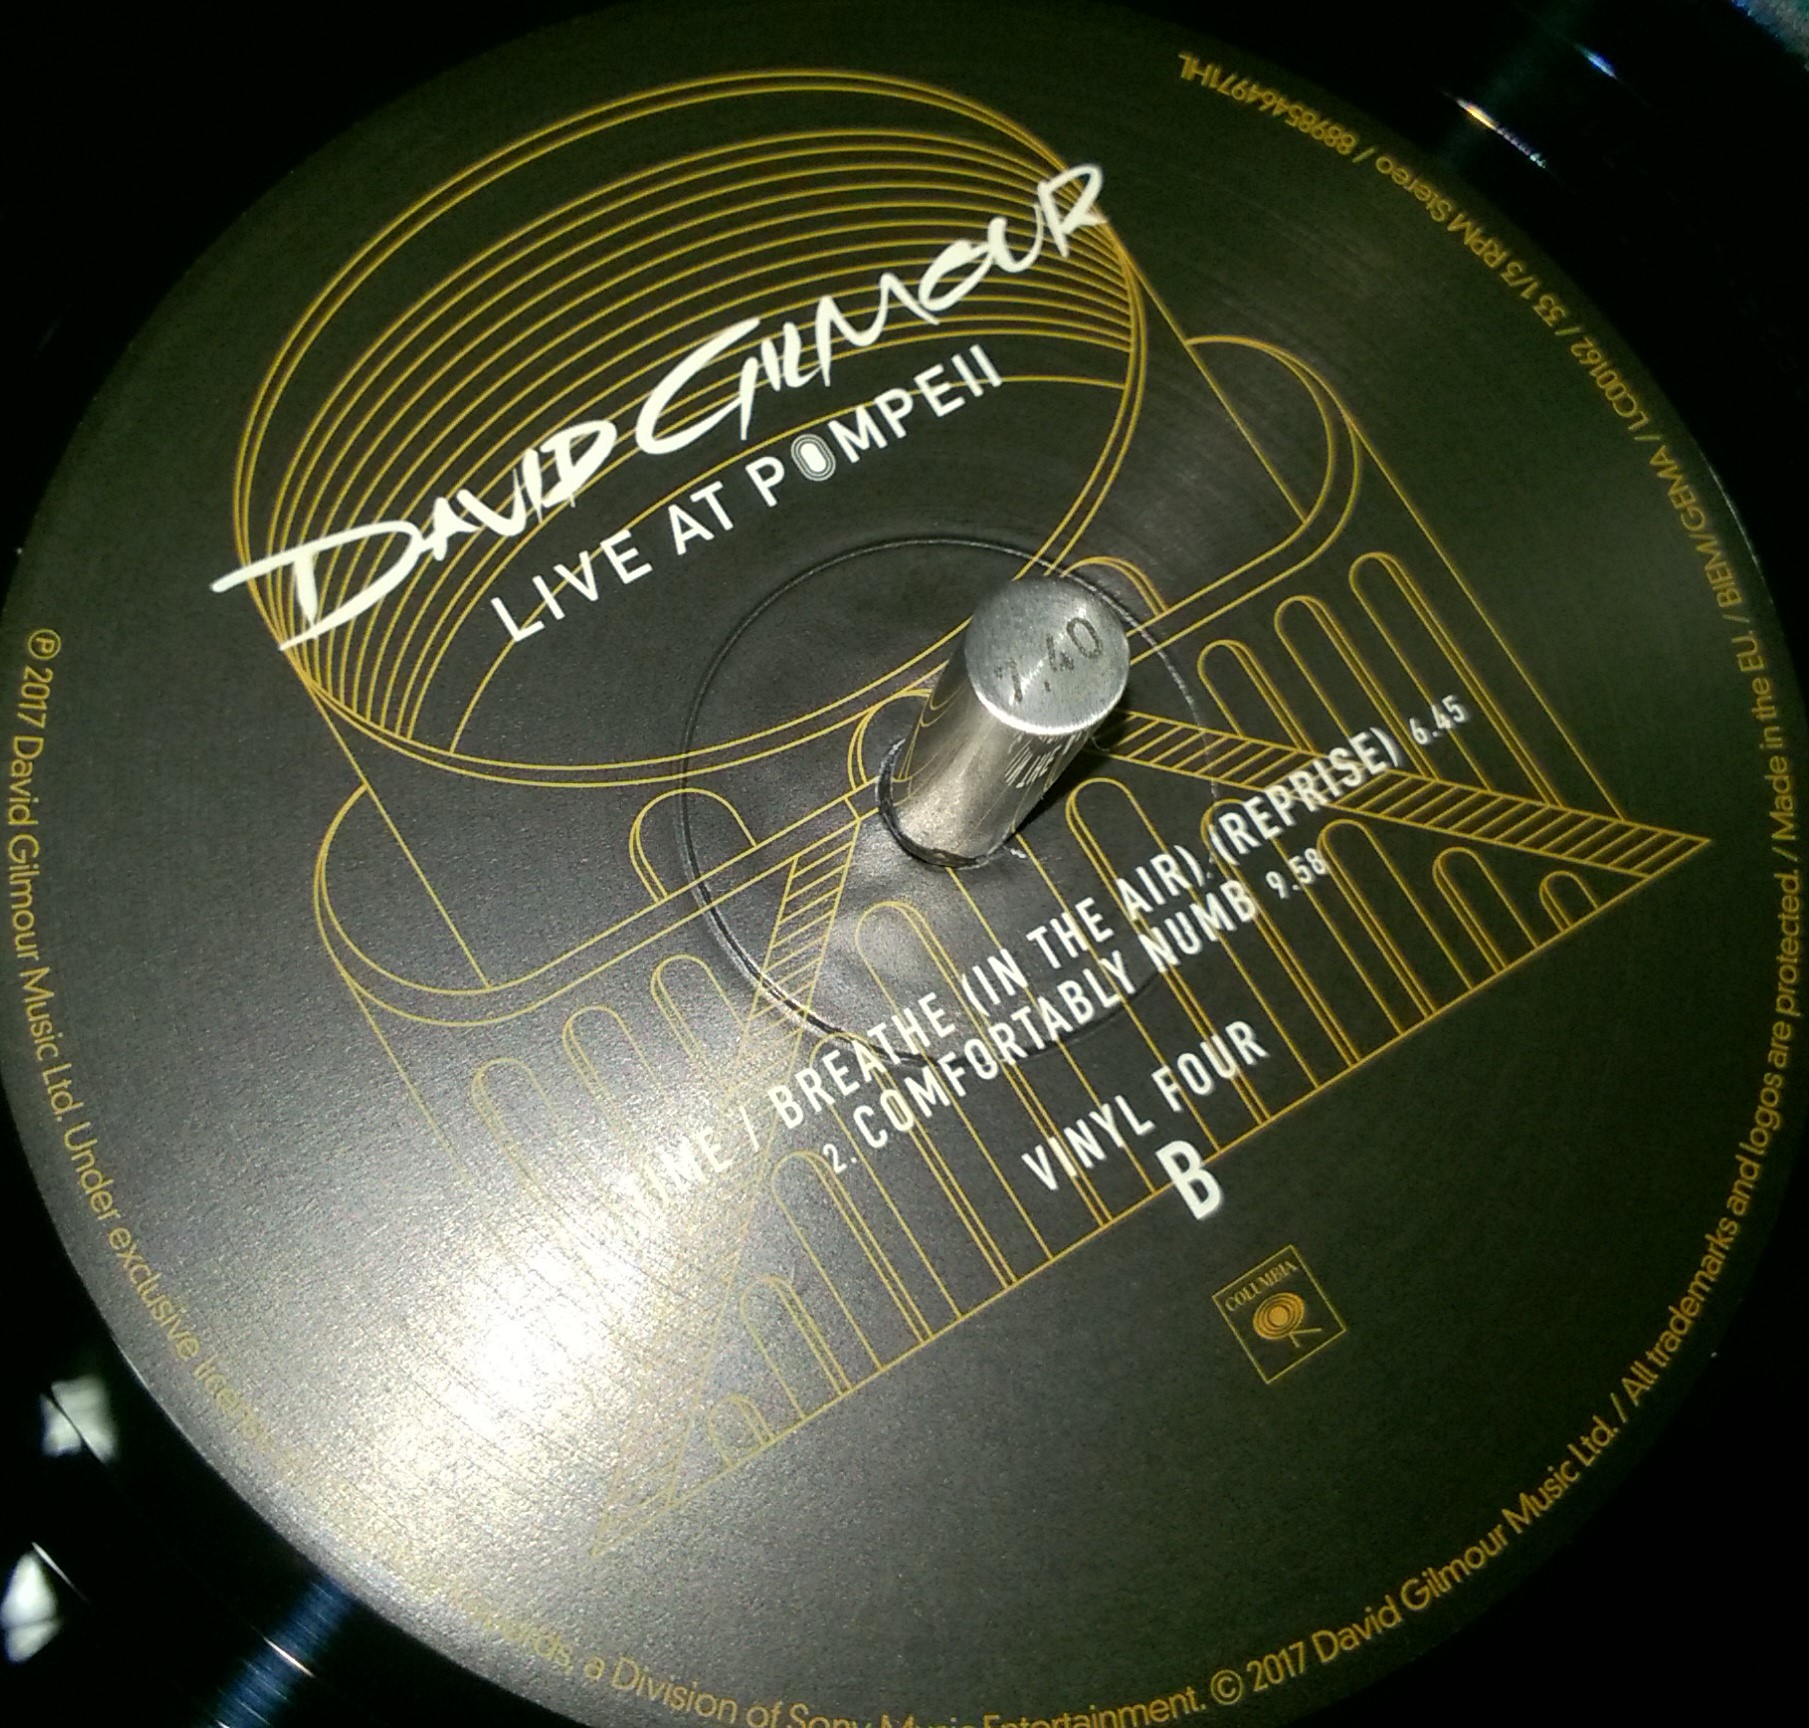 DAVID GILMOUR
LIVE AT POMPEII
7.40
TIME / BREATHE (IN THE AIR) (REPRISE) 6.45
2. COMFORTABLY NUMB 9.58
VINYL FOUR
B
COLUMBIA
℗ 2017 David Gilmour Music Ltd. Under exclusive licence a Division of Sony Music Entertainment. © 2017 David Gilmour Music Ltd. / All trademarks and logos are protected. / Made in the EU. / BIEM/GEMA / LC00162 / 33 1/3 RPM Stereo / 88985464971HL